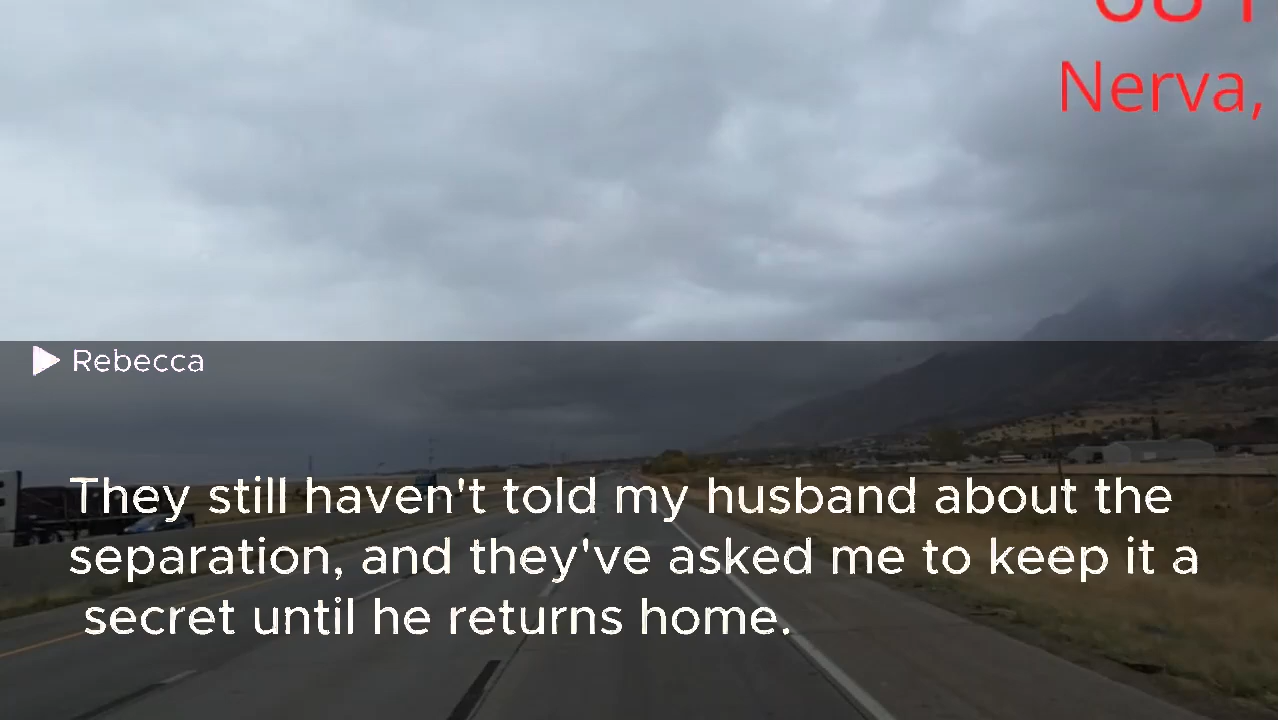 Nerva,
Rebecca
They still haven't told my husband about the
separation, and they've asked me to keep it a
secret until he returns home.